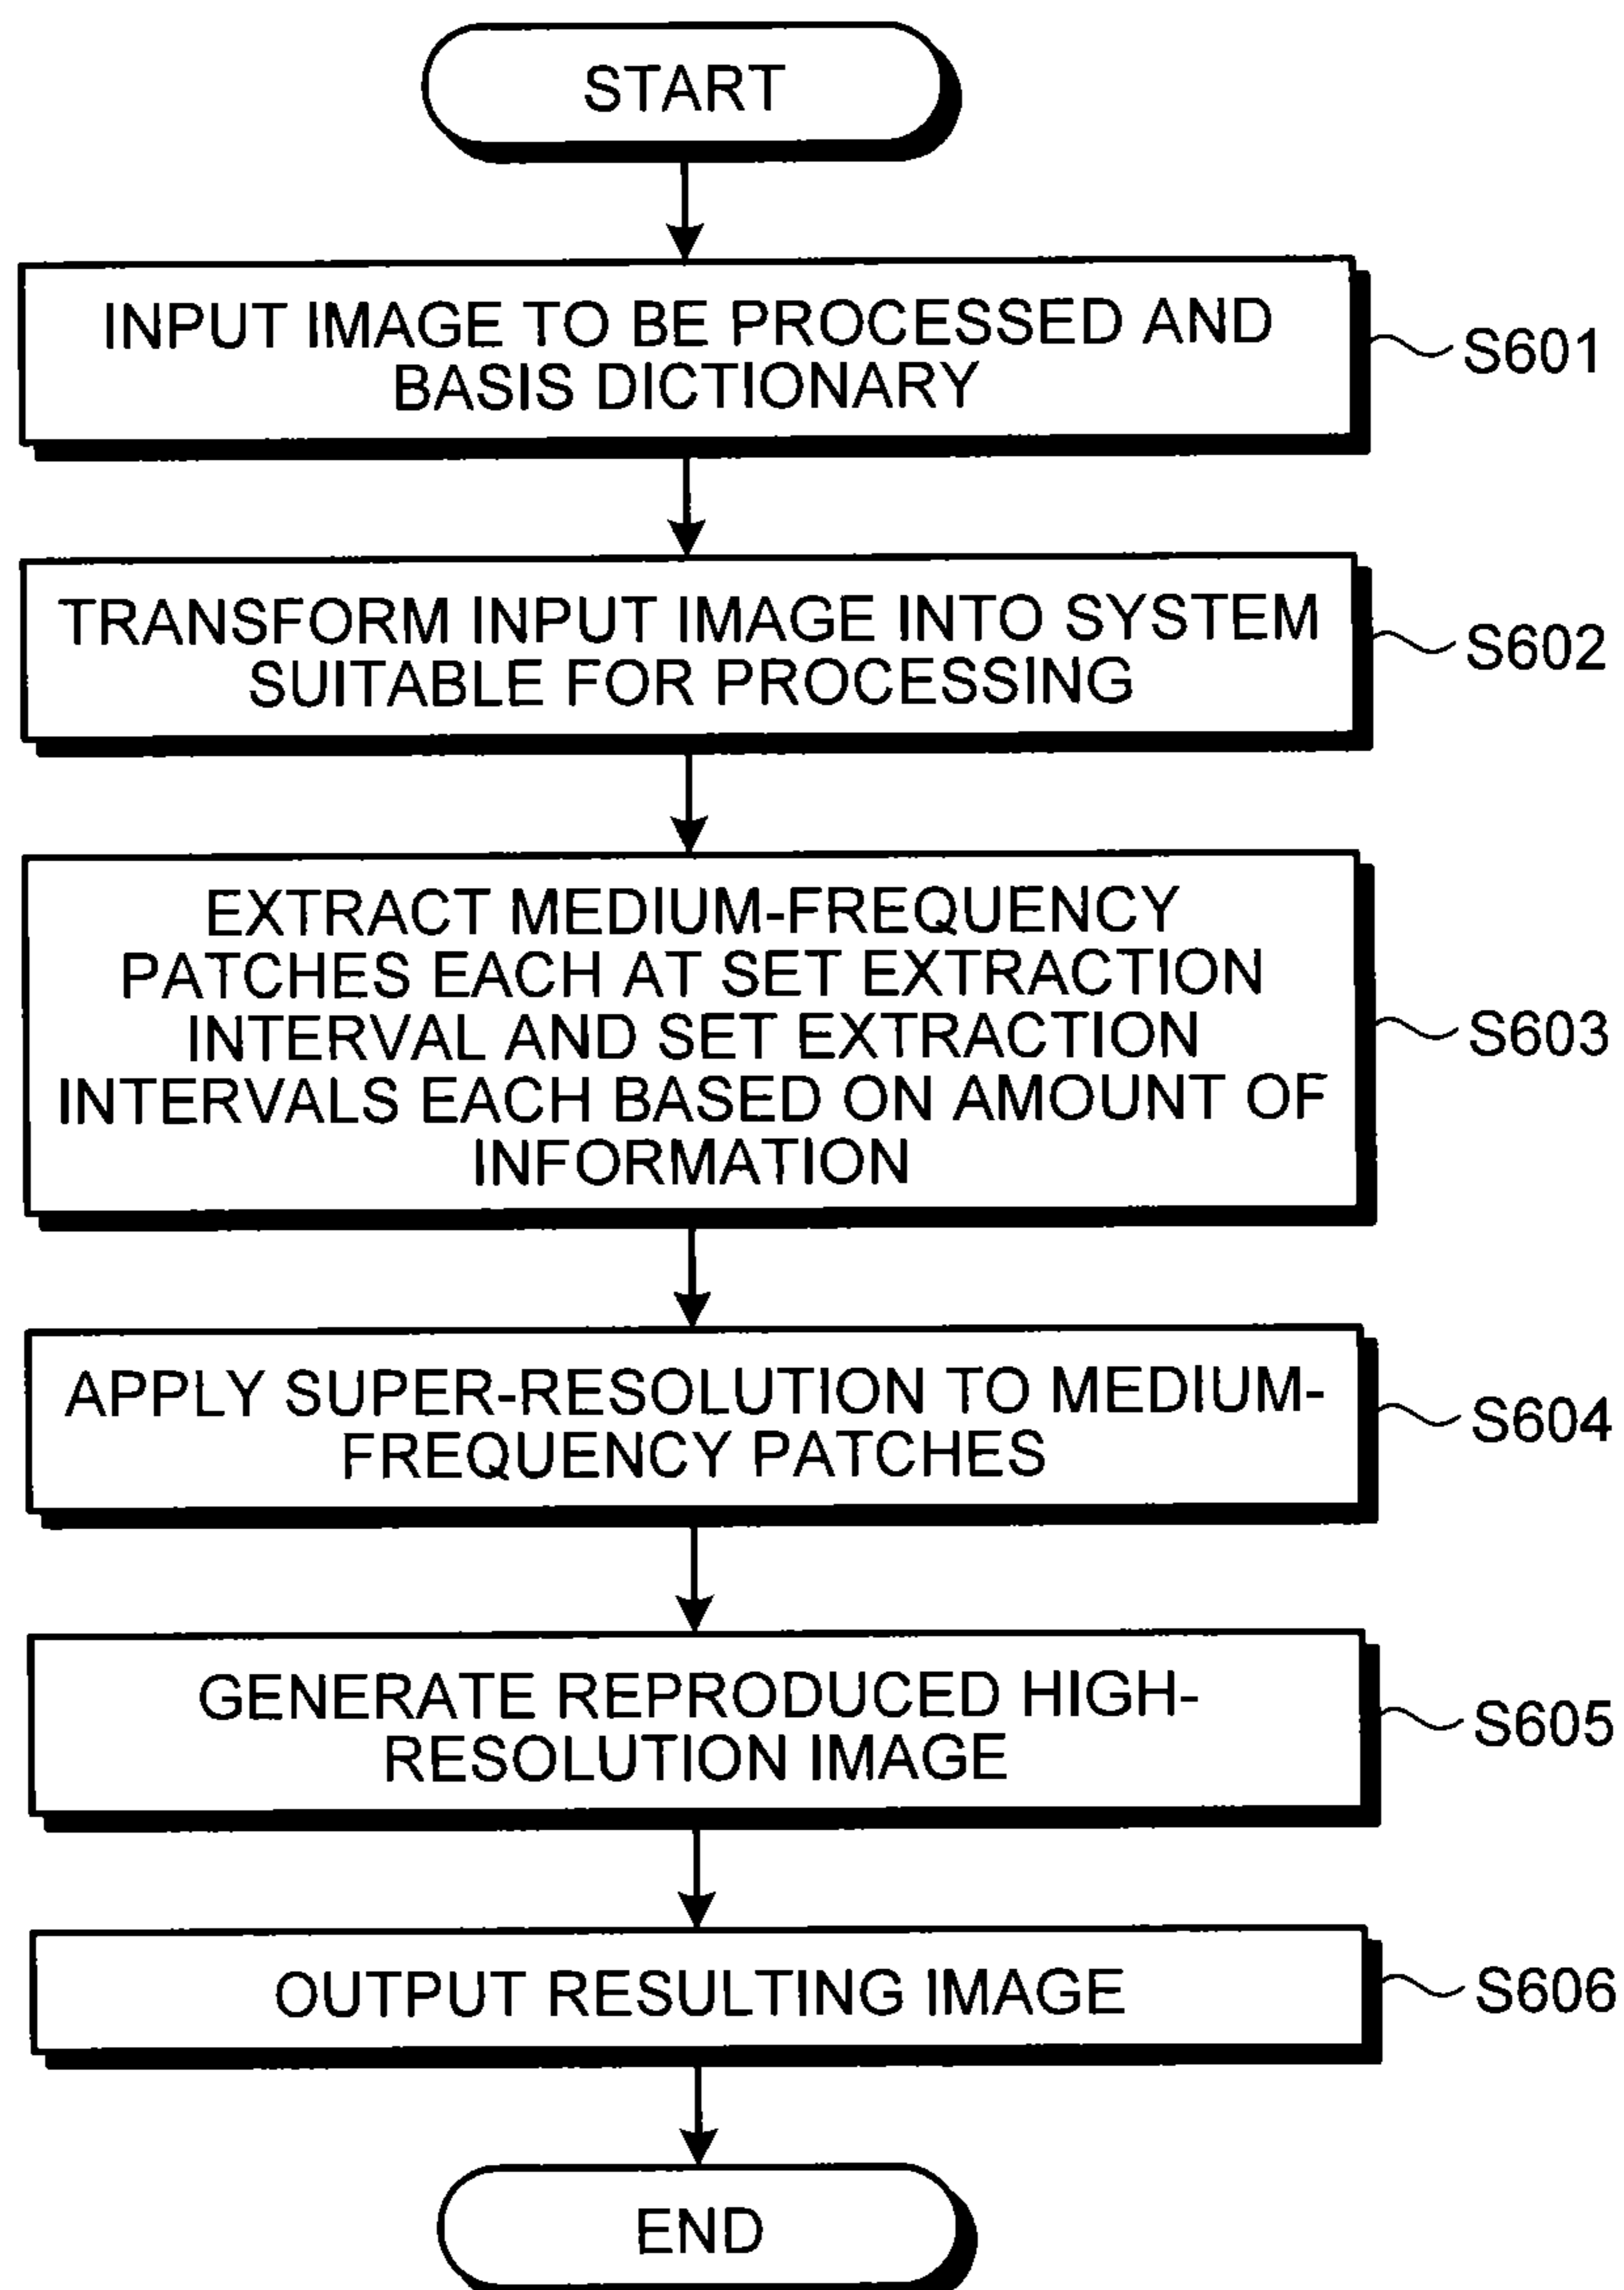 START
INPUT IMAGE TO BE PROCESSED AND
BASIS DICTIONARY
S601
TRANSFORM INPUT IMAGE INTO SYSTEM
SUITABLE FOR PROCESSING
S602
EXTRACT MEDIUM-FREQUENCY
PATCHES EACH AT SET EXTRACTION
INTERVAL AND SET EXTRACTION
INTERVALS EACH BASED ON AMOUNT OF
INFORMATION
S603
APPLY SUPER-RESOLUTION TO MEDIUM-
FREQUENCY PATCHES
S604
GENERATE REPRODUCED HIGH-
RESOLUTION IMAGE
S605
OUTPUT RESULTING IMAGE
S606
END